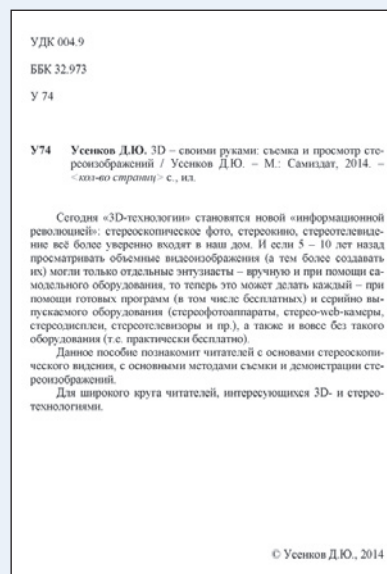 УДК 004.9
ББК 32.973
У 74
У74 Усенков Д.Ю. 3D – своими руками: съемка и просмотр сте-
реоизображений / Усенков Д.Ю. – М.: Самиздат, 2014. –
<кол-во страниц> с., ил.
Сегодня «3D-технологии» становятся новой «информационной
революцией»: стереоскопическое фото, стереокино, стереотелевиде-
ние всё более уверенно входят в наш дом. И если 5 – 10 лет назад
просматривать объемные видеоизображения (а тем более создавать
их) могли только отдельные энтузиасты – вручную и при помощи са-
модельного оборудования, то теперь это может делать каждый – при
помощи готовых программ (в том числе бесплатных) и серийно вы-
пускаемого оборудования (стереофотоаппараты, стерео-web-камеры,
стереодисплеи, стереотелевизоры и пр.), а также и вовсе без такого
оборудования (т.е. практически бесплатно).
Данное пособие познакомит читателей с основами стереоскопи-
ческого видения, с основными методами съемки и демонстрации сте-
реоизображений.
Для широкого круга читателей, интересующихся 3D- и стерео-
технологиями.
© Усенков Д.Ю., 2014